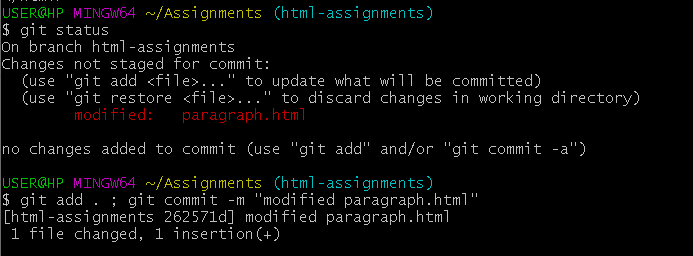 USER@HP MINGW64 ~/Assignments (html-assignments)
$ git status
On branch html-assignments
Changes not staged for commit:
  (use "git add <file>..." to update what will be committed)
  (use "git restore <file>..." to discard changes in working directory)
        modified:   paragraph.html

no changes added to commit (use "git add" and/or "git commit -a")

USER@HP MINGW64 ~/Assignments (html-assignments)
$ git add . ; git commit -m "modified paragraph.html"
[html-assignments 262571d] modified paragraph.html
 1 file changed, 1 insertion(+)